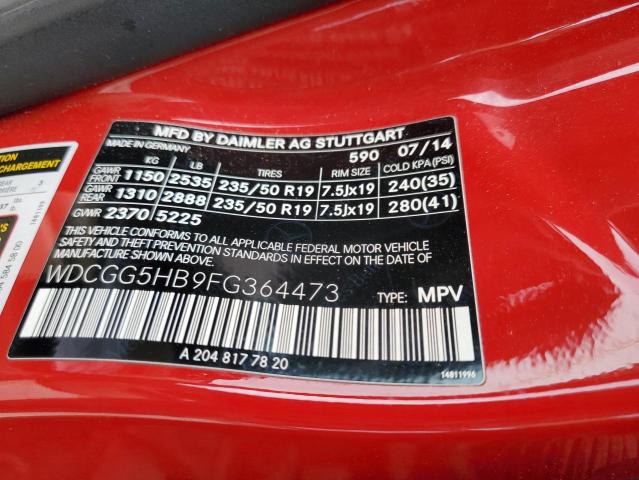 MFD BY DAIMLER AG STUTTGART
MADE IN GERMANY 590 07/14
KG LB TIRES RIM SIZE COLD KPA(PSI)
GAWR FRONT 1150 2535 235/50 R19 7.5Jx19 240(35)
GAWR REAR 1310 2888 235/50 R19 7.5Jx19 280(41)
GVWR 2370 5225
THIS VEHICLE CONFORMS TO ALL APPLICABLE FEDERAL MOTOR VEHICLE
SAFETY AND THEFT PREVENTION STANDARDS IN EFFECT ON THE DATE OF
MANUFACTURE SHOWN ABOVE.
WDCGG5HB9FG364473 TYPE: MPV
A 204 817 78 20
14811996
CHARGEMENT
3
584 58 00